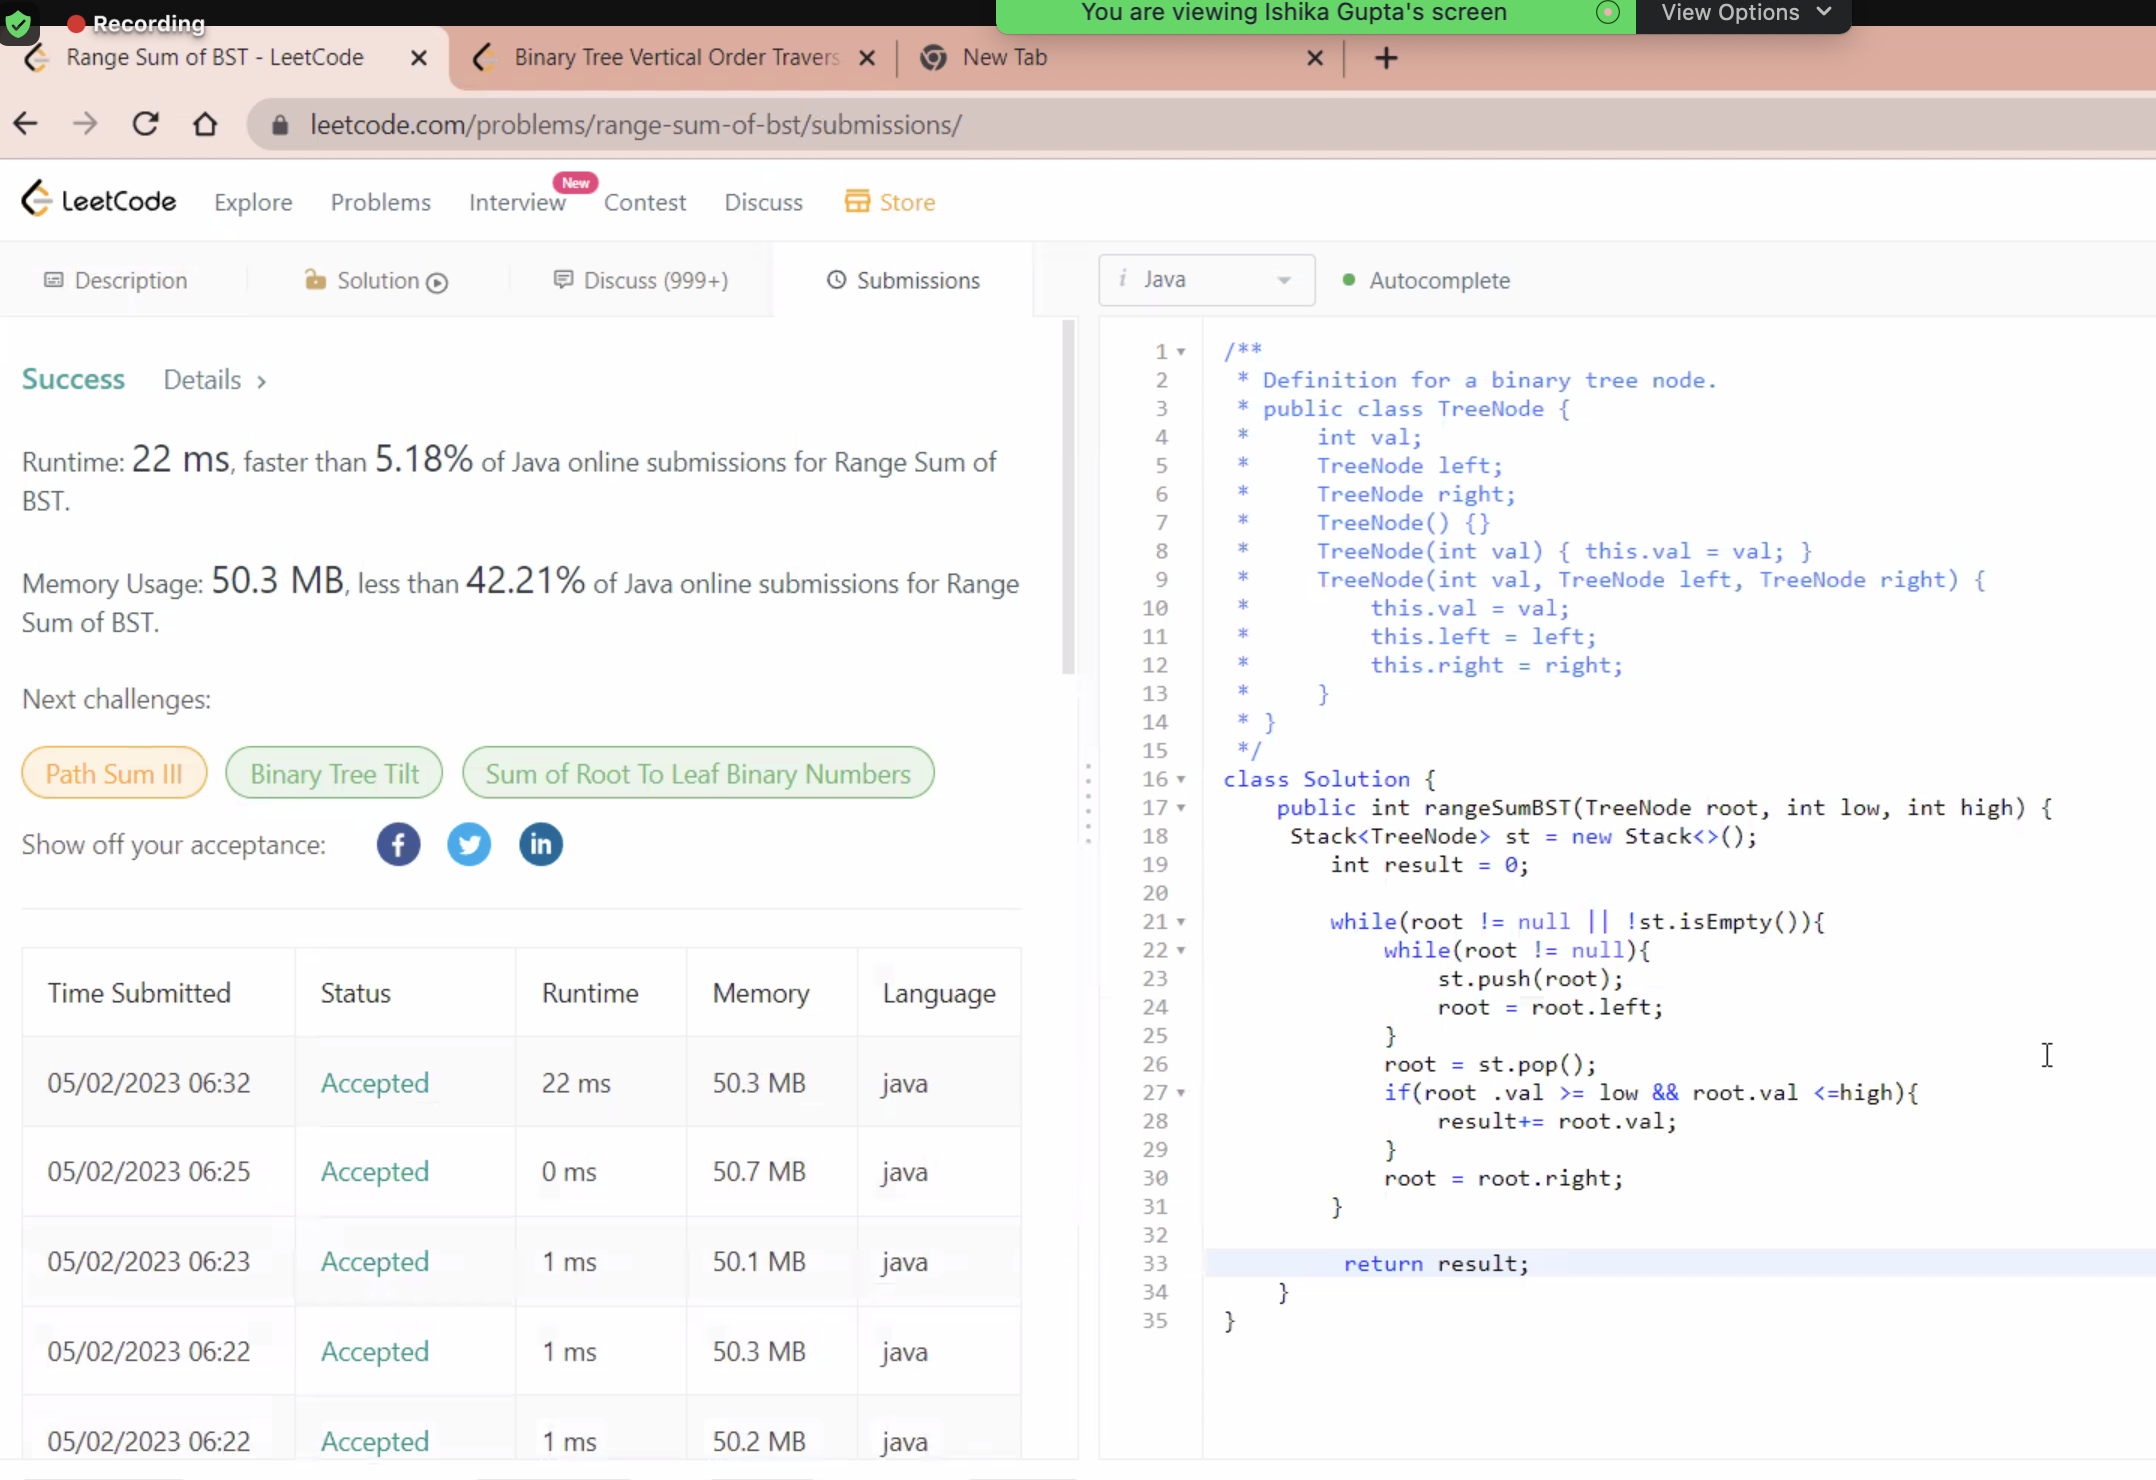 Recording
You are viewing Ishika Gupta's screen
View Options
Range Sum of BST - LeetCode
Binary Tree Vertical Order Travers
New Tab
leetcode.com/problems/range-sum-of-bst/submissions/
LeetCode
Explore
Problems
Interview
New
Contest
Discuss
Store
Description
Solution
Discuss (999+)
Submissions
i Java
Autocomplete
Success Details >
Runtime: 22 ms, faster than 5.18% of Java online submissions for Range Sum of
BST.
Memory Usage: 50.3 MB, less than 42.21% of Java online submissions for Range
Sum of BST.
Next challenges:
Path Sum III
Binary Tree Tilt
Sum of Root To Leaf Binary Numbers
Show off your acceptance:
f
in
Time Submitted Status Runtime Memory Language
05/02/2023 06:32 Accepted 22 ms 50.3 MB java
05/02/2023 06:25 Accepted 0 ms 50.7 MB java
05/02/2023 06:23 Accepted 1 ms 50.1 MB java
05/02/2023 06:22 Accepted 1 ms 50.3 MB java
05/02/2023 06:22 Accepted 1 ms 50.2 MB java
1 /**
2  * Definition for a binary tree node.
3  * public class TreeNode {
4  *     int val;
5  *     TreeNode left;
6  *     TreeNode right;
7  *     TreeNode() {}
8  *     TreeNode(int val) { this.val = val; }
9  *     TreeNode(int val, TreeNode left, TreeNode right) {
10  *         this.val = val;
11  *         this.left = left;
12  *         this.right = right;
13  *     }
14  * }
15  */
16 class Solution {
17     public int rangeSumBST(TreeNode root, int low, int high) {
18      Stack<TreeNode> st = new Stack<>();
19         int result = 0;
20
21         while(root != null || !st.isEmpty()){
22             while(root != null){
23                 st.push(root);
24                 root = root.left;
25             }
26             root = st.pop();
27             if(root .val >= low && root.val <=high){
28                 result+= root.val;
29             }
30             root = root.right;
31         }
32
33          return result;
34     }
35 }